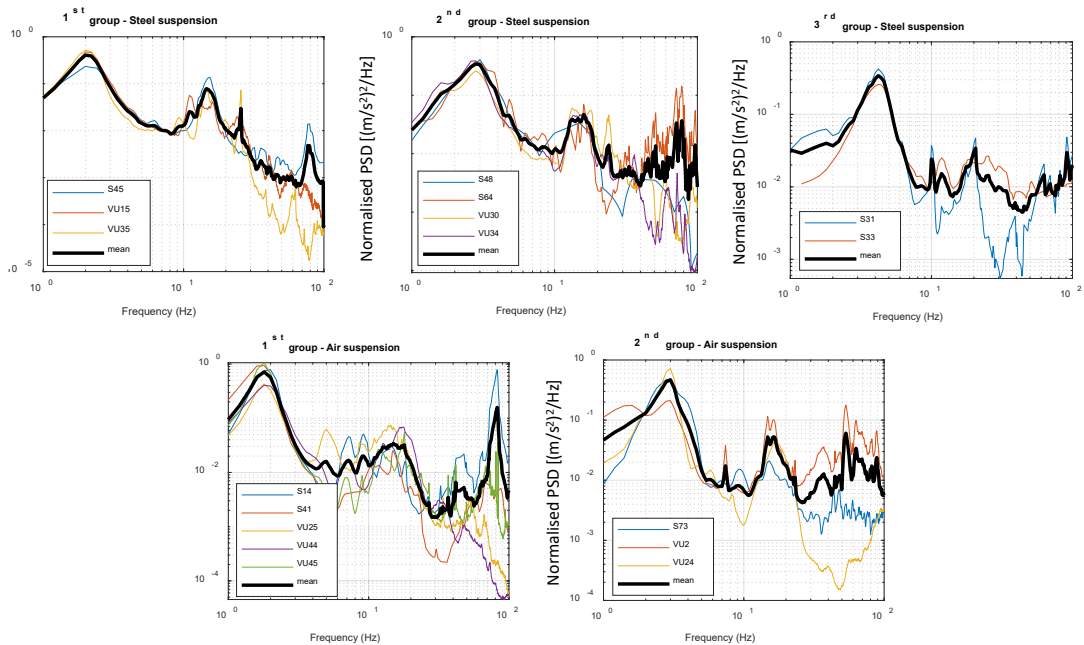 1 s t group - Steel suspension
10 0
10 0
10 1
10 2
Frequency (Hz)
S45
VU15
VU35
mean
2 n d group - Steel suspension
Normalised PSD [(m/s²)²/Hz]
10 0
10 0
10 1
10 2
Frequency (Hz)
S48
S64
VU30
VU34
mean
3 r d group - Steel suspension
Normalised PSD [(m/s²)²/Hz]
10 0
10 -1
10 -2
10 -3
10 0
10 1
10 2
Frequency (Hz)
S31
S33
mean
1 s t group - Air suspension
10 0
10 -2
10 -4
10 0
10 1
10 2
Frequency (Hz)
S14
S41
VU25
VU44
VU45
mean
2 n d group - Air suspension
Normalised PSD [(m/s²)²/Hz]
10 0
10 -1
10 -2
10 -3
10 -4
10 0
10 1
10 2
Frequency (Hz)
S73
VU2
VU24
mean